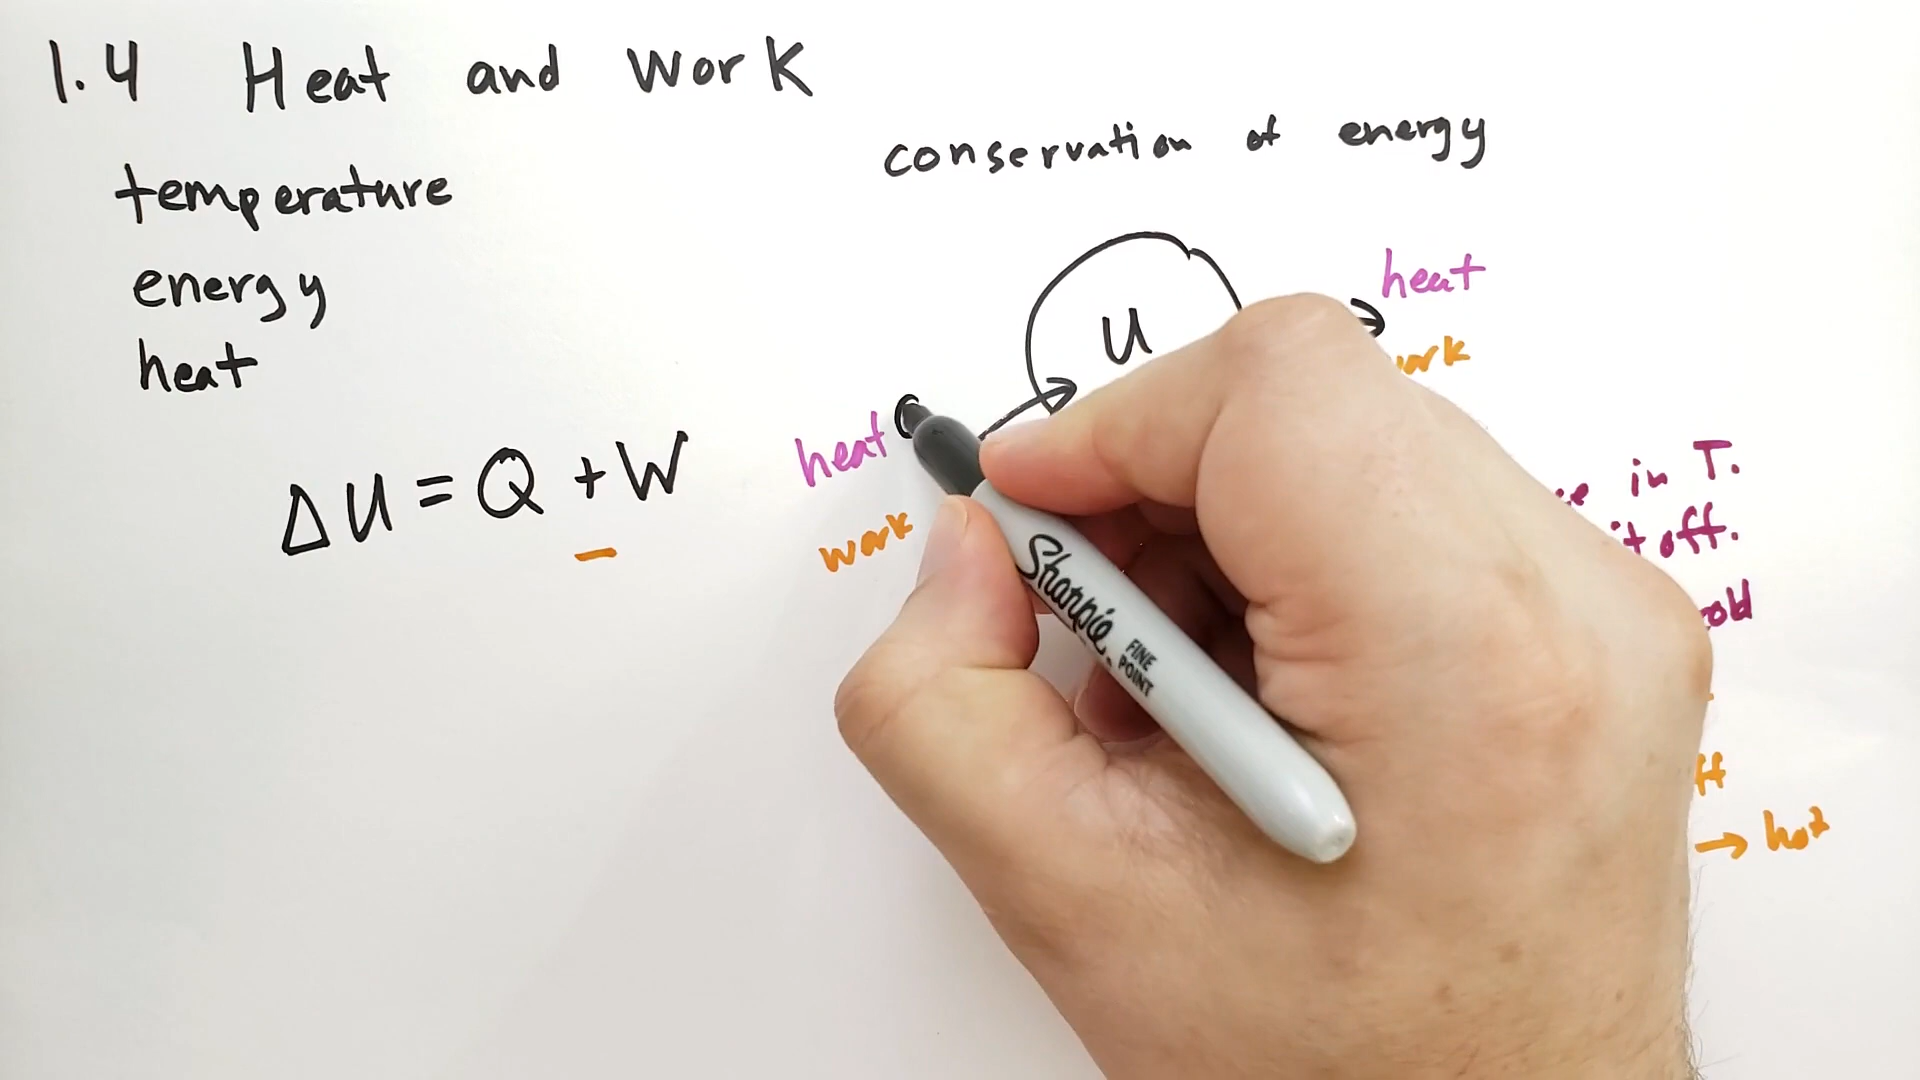 1.4 Heat and Work
temperature
energy
heat
ΔU = Q + W
−
conservation of energy
U
heat
heat
work
in T.
off.
Sharpie.
FINE
POINT
→ hot